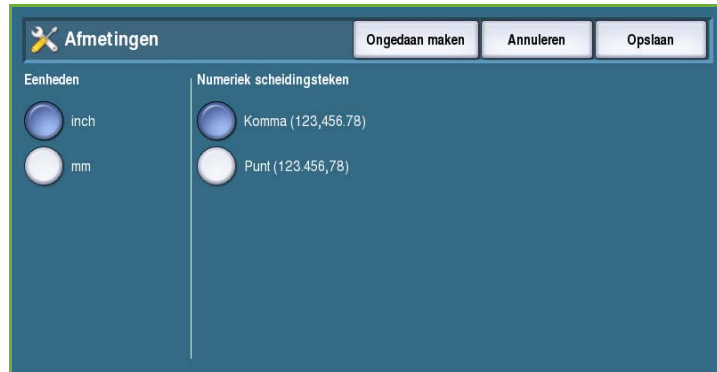 Afmetingen
Ongedaan maken
Annuleren
Opslaan
Eenheden
Numeriek scheidingsteken
inch
Komma (123,456.78)
mm
Punt (123.456,78)